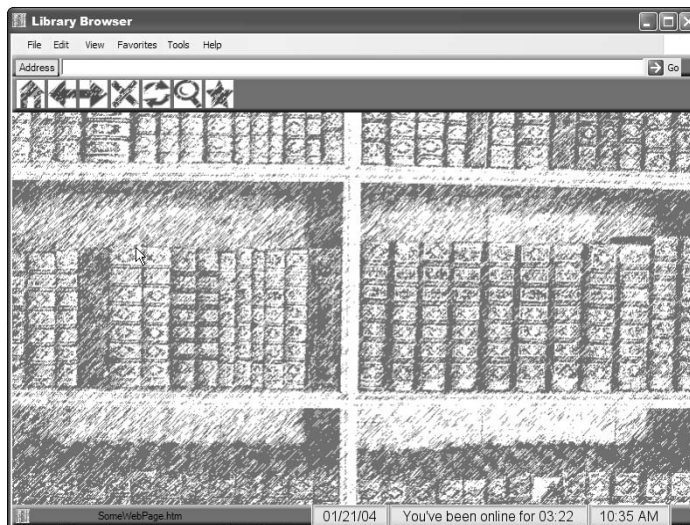 Library Browser
File Edit View Favorites Tools Help
Address Go
SomeWebPage.htm 01/21/04 You've been online for 03:22 10:35 AM